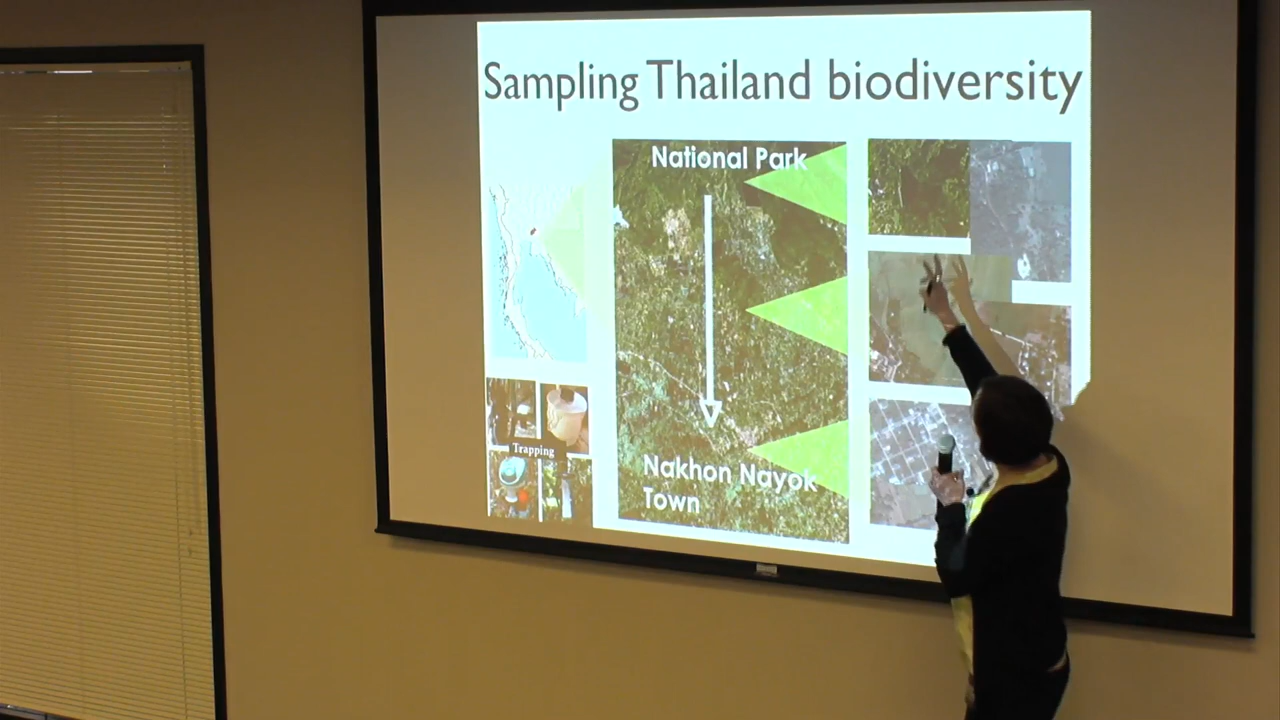 Sampling Thailand biodiversity
National Park
Trapping
Nakhon Nayok
Town